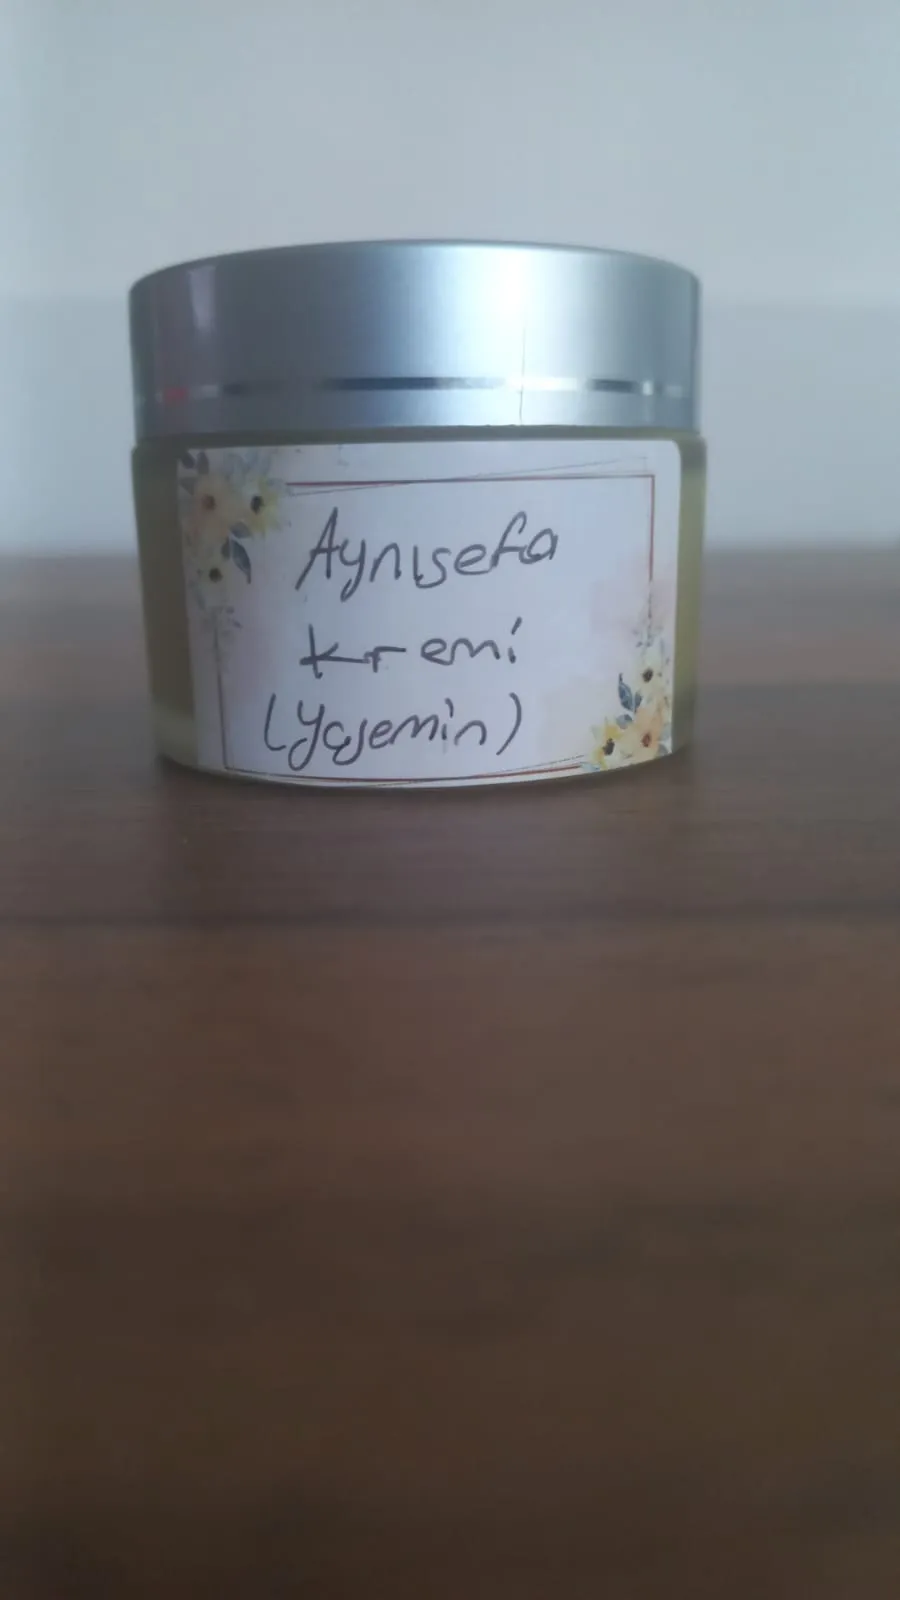 Aynısefa
kremi
(Yasemin)